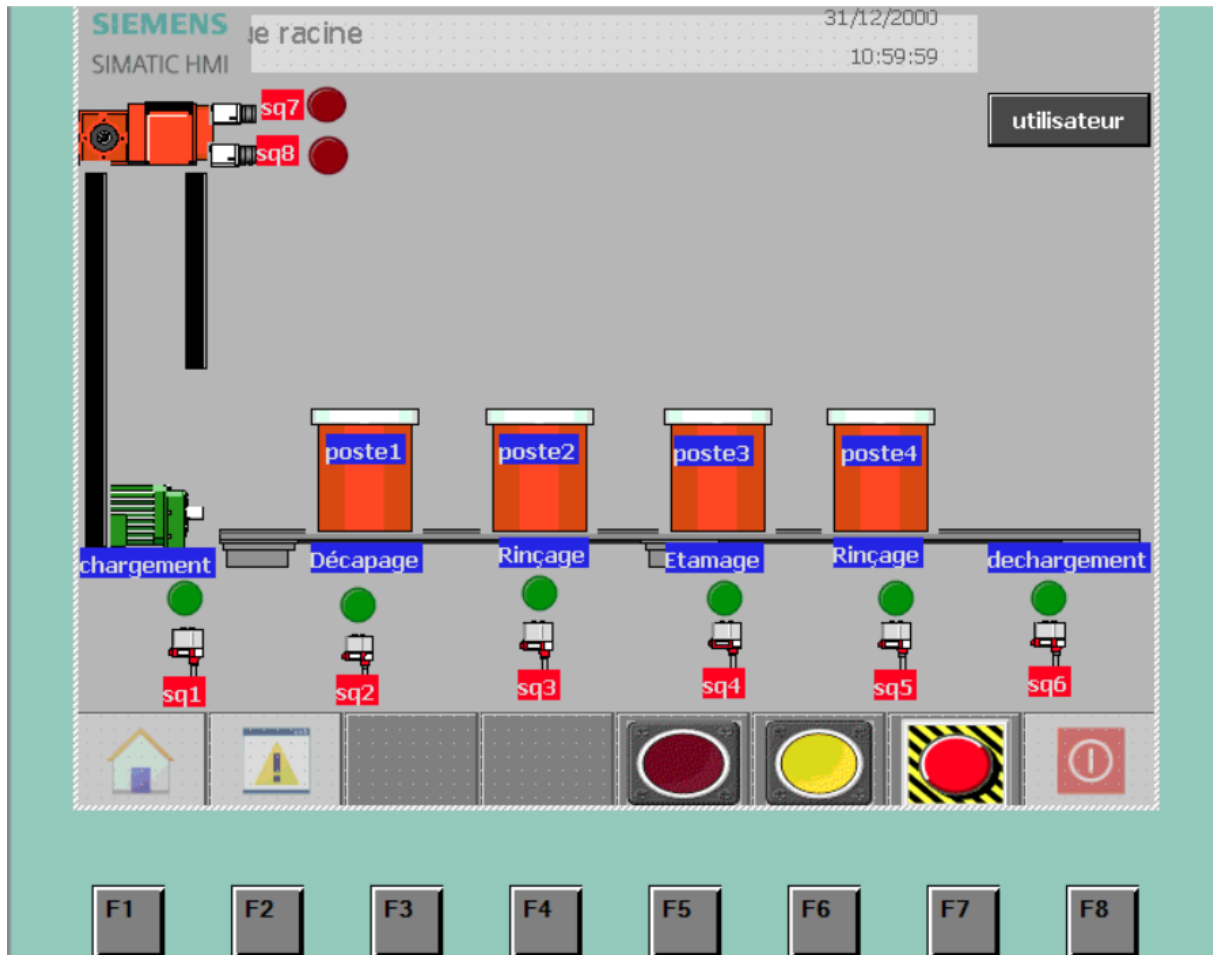 SIEMENS
SIMATIC HMI
ue racine
31/12/2000
10:59:59
utilisateur
sq7
sq8
poste1
poste2
poste3
poste4
chargement
Décapage
Rinçage
Etamage
Rinçage
dechargement
sq1
sq2
sq3
sq4
sq5
sq6
F1
F2
F3
F4
F5
F6
F7
F8